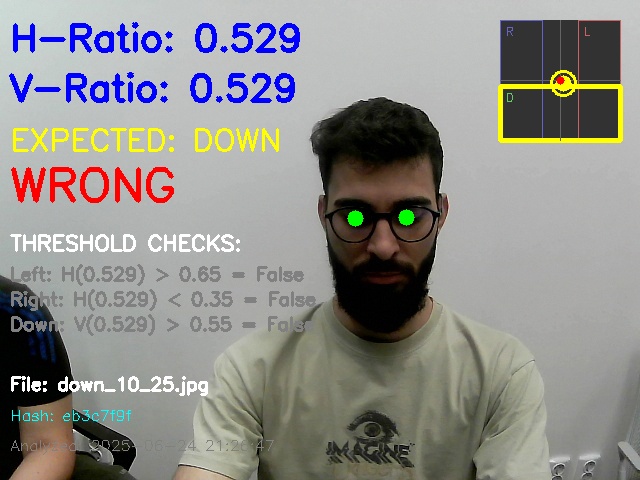 H-Ratio: 0.529
V-Ratio: 0.529
EXPECTED: DOWN
WRONG
THRESHOLD CHECKS:
Left: H(0.529) > 0.65 = False
Right: H(0.529) < 0.35 = False
Down: V(0.529) > 0.55 = False
File: down_10_25.jpg
Hash: eb3c7f9f
R
L
D
IMAGINE